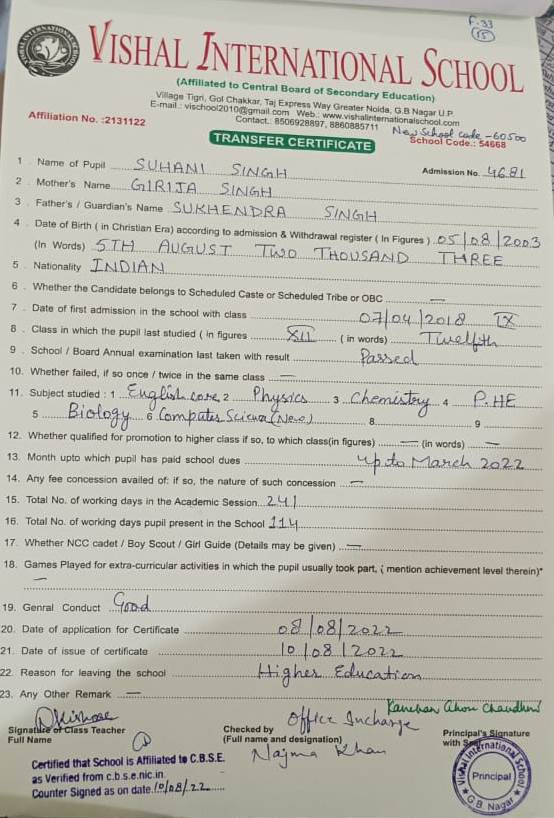 F-33
(15)
VISHAL INTERNATIONAL SCHOOL
(Affiliated to Central Board of Secondary Education)
Village Tigri, Gol Chakkar, Taj Express Way Greater Noida, G.B Nagar U.P.
E-mail.: vischool2010@gmail.com Web.: www.vishalinternationalschool.com
Affiliation No. :2131122 Contact.: 8506928897, 8860885711
New School code - 60500
TRANSFER CERTIFICATE School Code.: 54668
1 . Name of Pupil SUHANI SINGH Admission No. 4681
2 . Mother's Name GIRIJA SINGH
3 . Father's / Guardian's Name SUKHENDRA SINGH
4 . Date of Birth ( in Christian Era) according to admission & Withdrawal register ( In Figures ) 05/08/2003
(In Words) 5TH AUGUST TWO THOUSAND THREE
5 . Nationality INDIAN
6 . Whether the Candidate belongs to Scheduled Caste or Scheduled Tribe or OBC —
7 . Date of first admission in the school with class 07/04/2018 IX
8 . Class in which the pupil last studied ( in figures XII ( in words) Twelfth
9 . School / Board Annual examination last taken with result Passed
10. Whether failed, if so once / twice in the same class —
11. Subject studied : 1 English core 2 Physics 3 Chemistry 4 P.HE
5 Biology 6 Computer Science (New) 8 9
12. Whether qualified for promotion to higher class if so, to which class(in figures) — (in words) —
13. Month upto which pupil has paid school dues up to March 2022
14. Any fee concession availed of: if so, the nature of such concession —
15. Total No. of working days in the Academic Session 241
16. Total No. of working days pupil present in the School 114
17. Whether NCC cadet / Boy Scout / Girl Guide (Details may be given) —
18. Games Played for extra-curricular activities in which the pupil usually took part, ( mention achievement level therein)*
—
19. Genral Conduct Good
20. Date of application for Certificate 08/08/2022
21. Date of issue of certificate 10/08/2022
22. Reason for leaving the school Higher Education
23. Any Other Remark —
Office Incharge
Signature of Class Teacher Checked by Principal's Signature
Full Name (Full name and designation) with Seal
Najma Khan
Certified that School is Affiliated to C.B.S.E.
as Verified from c.b.s.e.nic.in
Counter Signed as on date. 10/08/22
Vishal International School
Principal
G.B. Nagar